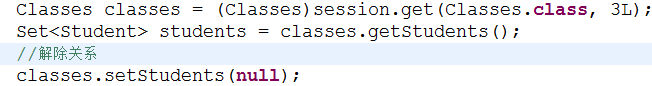 Classes classes = (Classes)session.get(Classes.class, 3L);
Set<Student> students = classes.getStudents();
//解除关系
classes.setStudents(null);